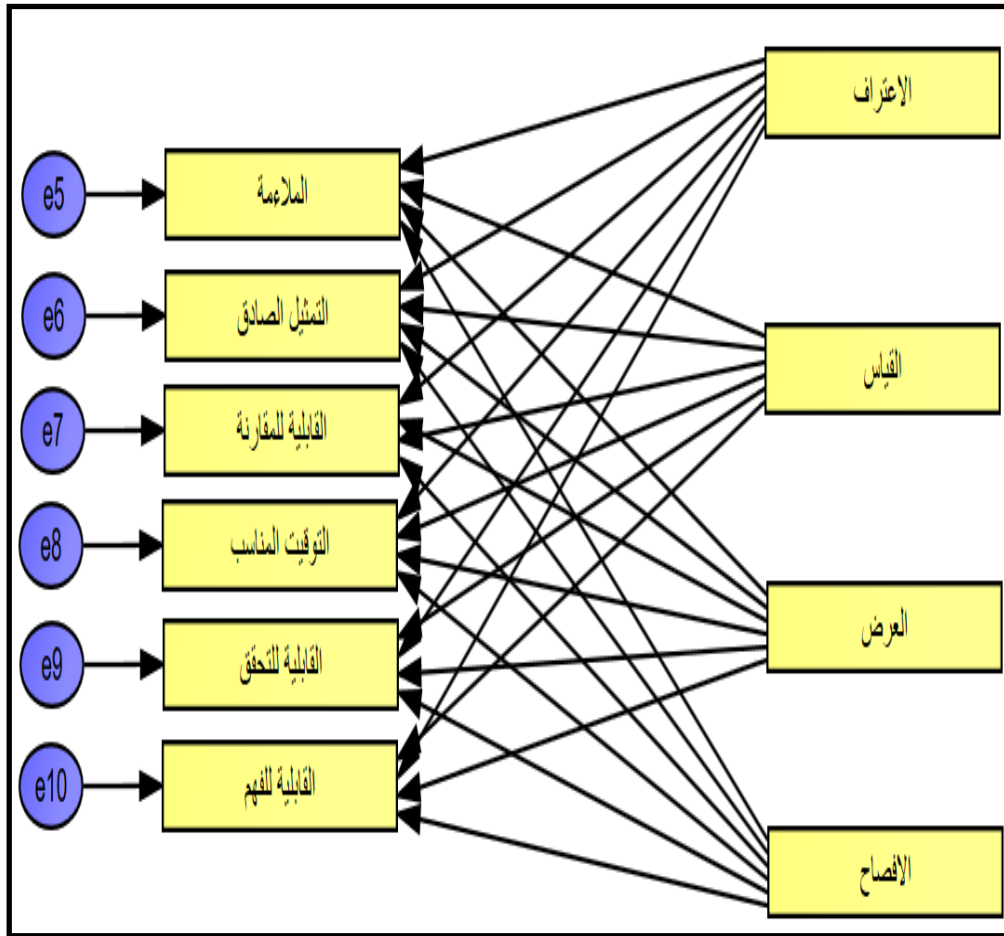 الاعتراف
القياس
العرض
الافصاح
الملاءمة
التمثيل الصادق
القابلية للمقارنة
التوقيت المناسب
القابلية للتحقق
القابلية للفهم
e5
e6
e7
e8
e9
e10